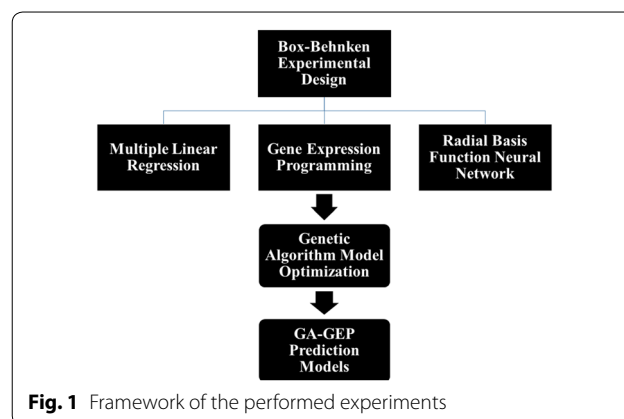 Box-Behnken
Experimental
Design
Multiple Linear
Regression
Gene Expression
Programming
Radial Basis
Function Neural
Network
Genetic
Algorithm Model
Optimization
GA-GEP
Prediction
Models
Fig. 1 Framework of the performed experiments